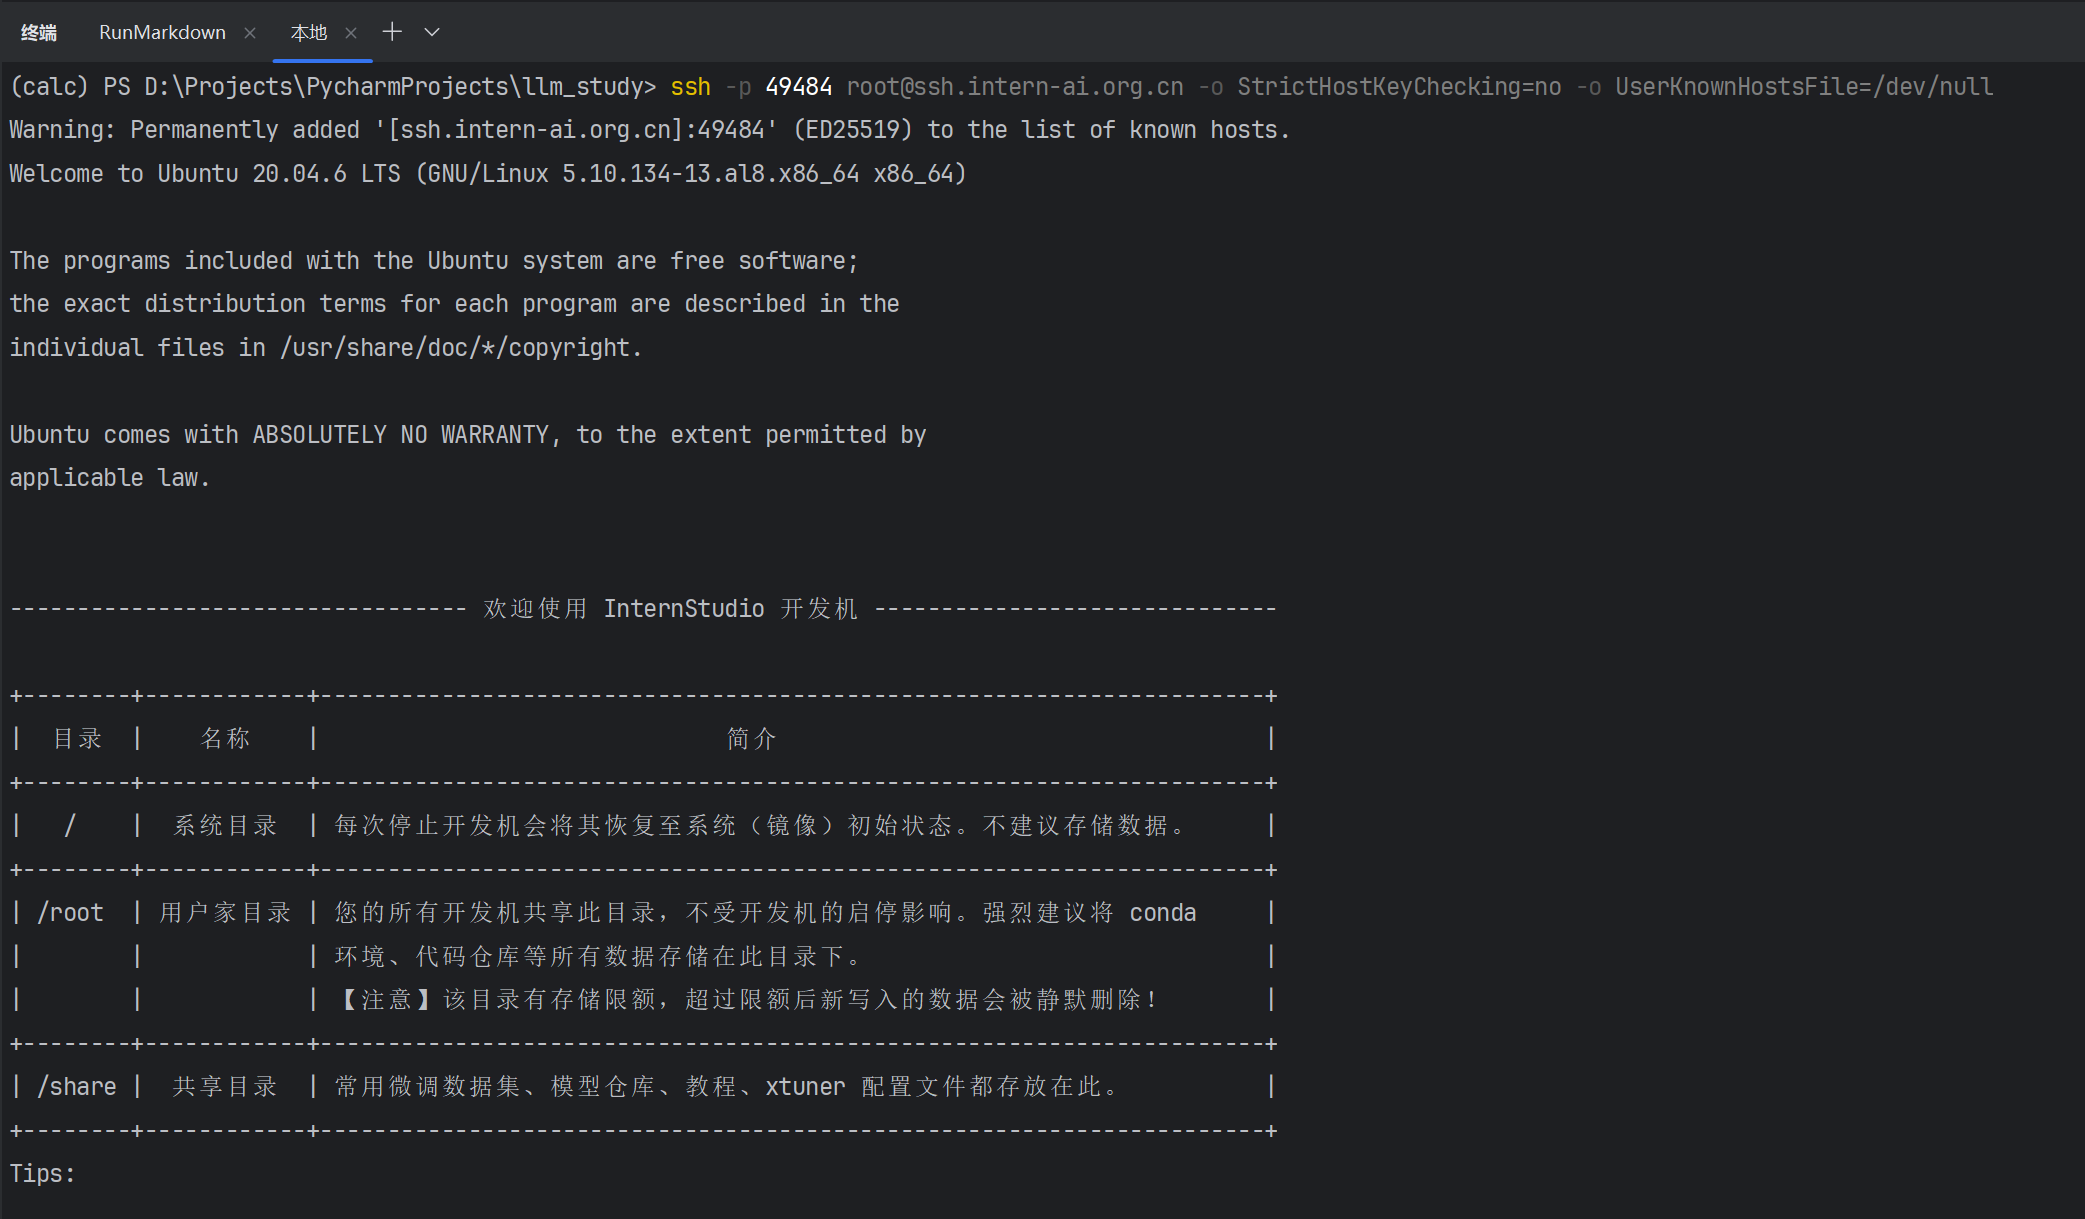 终端 RunMarkdown × 本地 ×
(calc) PS D:\Projects\PycharmProjects\llm_study> ssh -p 49484 root@ssh.intern-ai.org.cn -o StrictHostKeyChecking=no -o UserKnownHostsFile=/dev/null
Warning: Permanently added '[ssh.intern-ai.org.cn]:49484' (ED25519) to the list of known hosts.
Welcome to Ubuntu 20.04.6 LTS (GNU/Linux 5.10.134-13.al8.x86_64 x86_64)
The programs included with the Ubuntu system are free software;
the exact distribution terms for each program are described in the
individual files in /usr/share/doc/*/copyright.
Ubuntu comes with ABSOLUTELY NO WARRANTY, to the extent permitted by
applicable law.
---------------------------------- 欢迎使用 InternStudio 开发机 ------------------------------
+--------+------------+----------------------------------------------------------------------+
| 目录 | 名称 | 简介 |
+--------+------------+----------------------------------------------------------------------+
| / | 系统目录 | 每次停止开发机会将其恢复至系统（镜像）初始状态。不建议存储数据。 |
+--------+------------+----------------------------------------------------------------------+
| /root | 用户家目录 | 您的所有开发机共享此目录，不受开发机的启停影响。强烈建议将 conda |
| | | 环境、代码仓库等所有数据存储在此目录下。 |
| | | 【注意】该目录有存储限额，超过限额后新写入的数据会被静默删除！ |
+--------+------------+----------------------------------------------------------------------+
| /share | 共享目录 | 常用微调数据集、模型仓库、教程、xtuner 配置文件都存放在此。 |
+--------+------------+----------------------------------------------------------------------+
Tips: